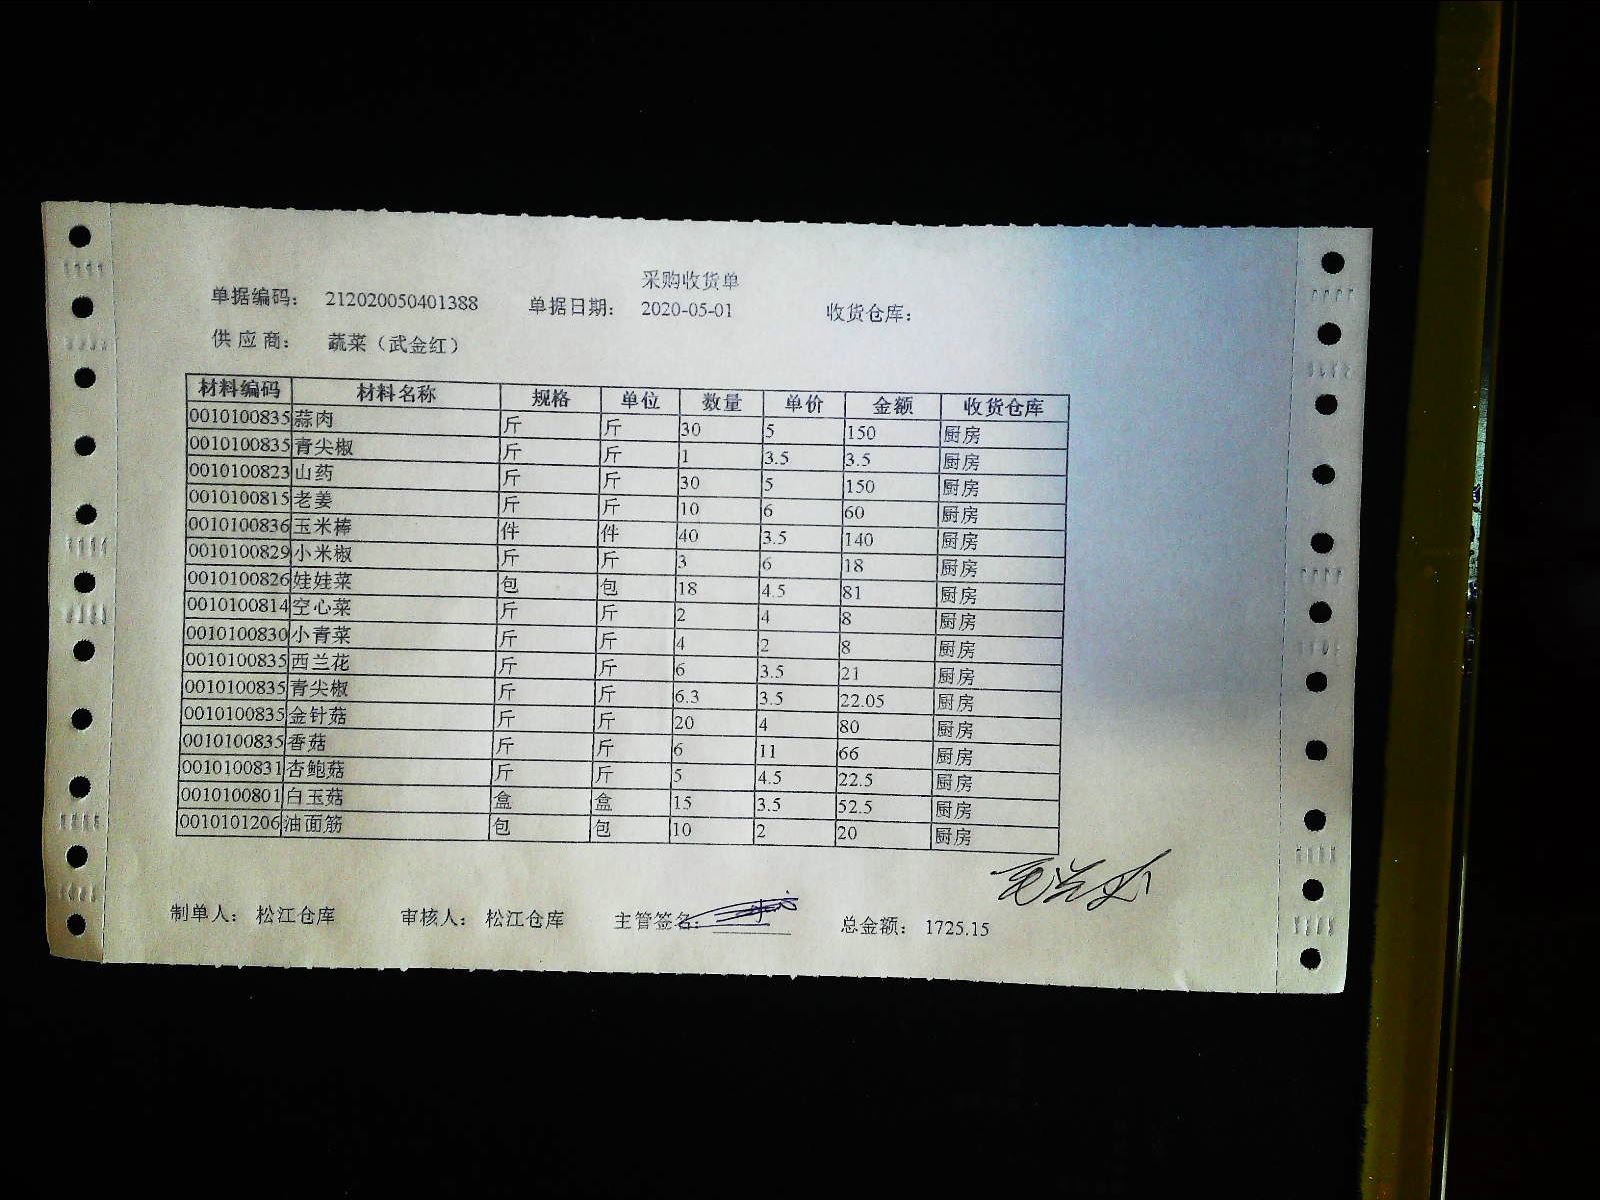 采购收货单
单据编码： 212020050401388 单据日期： 2020-05-01 收货仓库：
供应商： 蔬菜（武金红）
材料编码 材料名称 规格 单位 数量 单价 金额 收货仓库
0010100835 蒜肉 斤 斤 30 5 150 厨房
0010100835 青尖椒 斤 斤 1 3.5 3.5 厨房
0010100823 山药 斤 斤 30 5 150 厨房
0010100815 老姜 斤 斤 10 6 60 厨房
0010100836 玉米棒 件 件 40 3.5 140 厨房
0010100829 小米椒 斤 斤 3 6 18 厨房
0010100826 娃娃菜 包 包 18 4.5 81 厨房
0010100814 空心菜 斤 斤 2 4 8 厨房
0010100830 小青菜 斤 斤 4 2 8 厨房
0010100835 西兰花 斤 斤 6 3.5 21 厨房
0010100835 青尖椒 斤 斤 6.3 3.5 22.05 厨房
0010100835 金针菇 斤 斤 20 4 80 厨房
0010100835 香菇 斤 斤 6 11 66 厨房
0010100831 杏鲍菇 斤 斤 5 4.5 22.5 厨房
0010100801 白玉菇 盒 盒 15 3.5 52.5 厨房
0010101206 油面筋 包 包 10 2 20 厨房
制单人： 松江仓库 审核人： 松江仓库 主管签名： 总金额： 1725.15